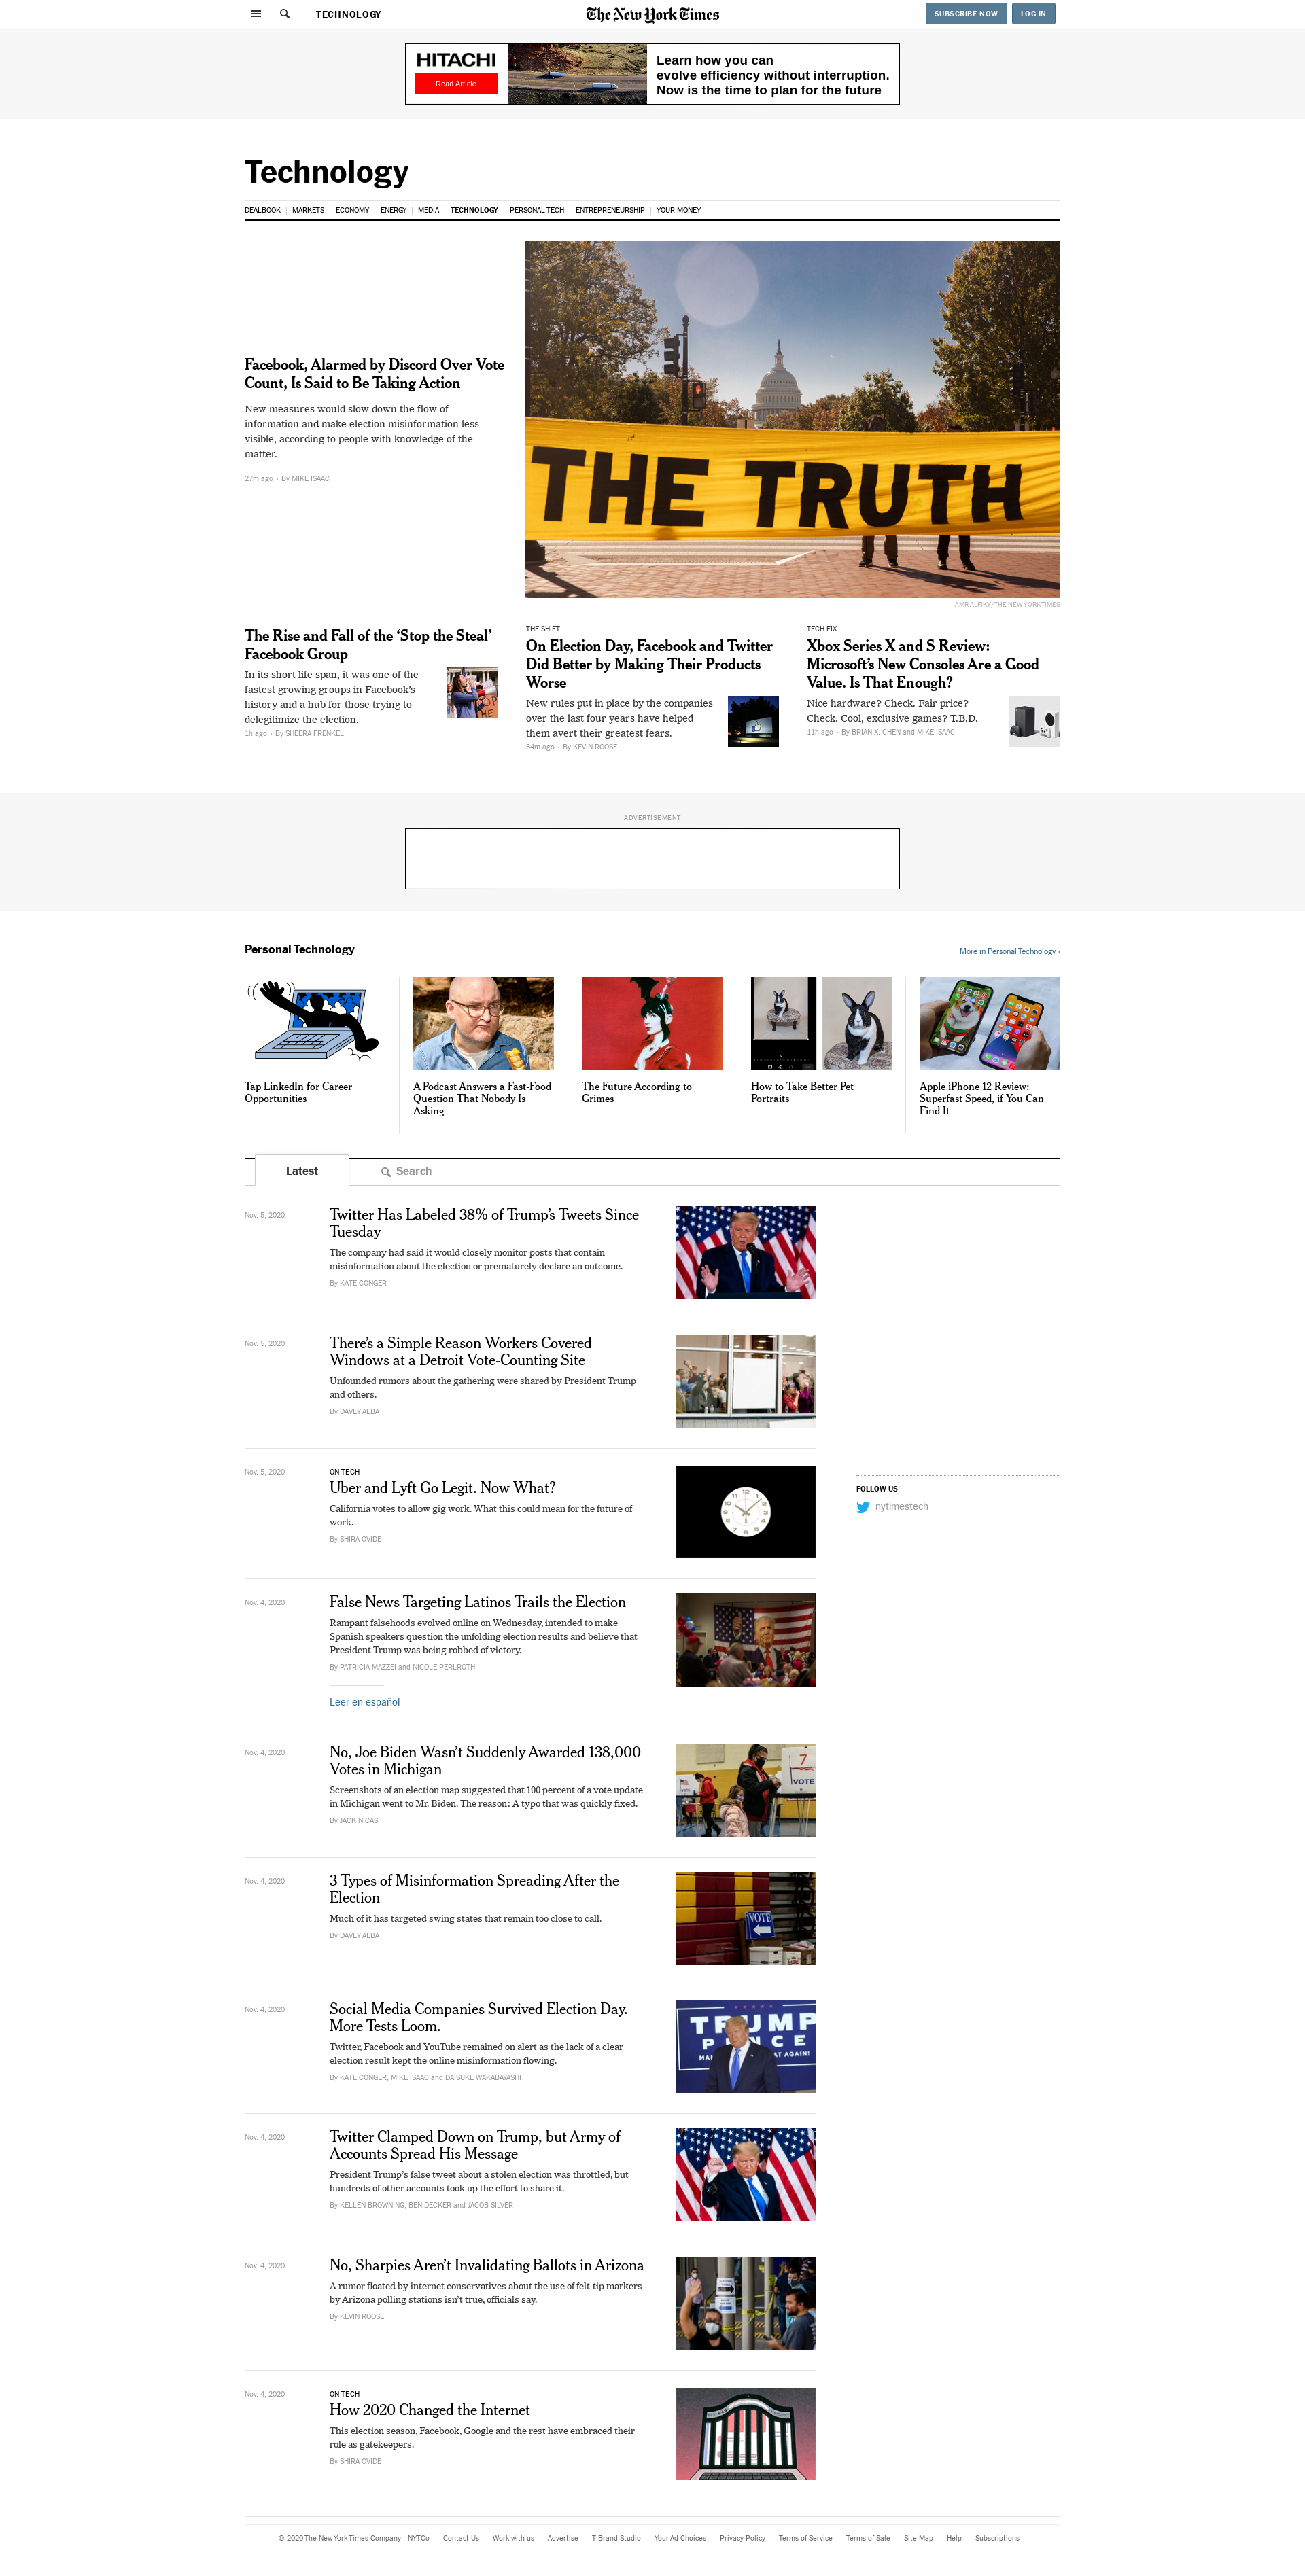 TECHNOLOGY
The New York Times
SUBSCRIBE NOW
LOG IN
HITACHI
Read Article
Learn how you can
evolve efficiency without interruption.
Now is the time to plan for the future
Technology
DEALBOOK | MARKETS | ECONOMY | ENERGY | MEDIA | TECHNOLOGY | PERSONAL TECH | ENTREPRENEURSHIP | YOUR MONEY
Facebook, Alarmed by Discord Over Vote
Count, Is Said to Be Taking Action
New measures would slow down the flow of
information and make election misinformation less
visible, according to people with knowledge of the
matter.
27m ago • By MIKE ISAAC
THE TRUTH
AMR ALFIKY/THE NEW YORK TIMES
The Rise and Fall of the ‘Stop the Steal’
Facebook Group
In its short life span, it was one of the
fastest growing groups in Facebook’s
history and a hub for those trying to
delegitimize the election.
1h ago • By SHEERA FRENKEL
THE SHIFT
On Election Day, Facebook and Twitter
Did Better by Making Their Products
Worse
New rules put in place by the companies
over the last four years have helped
them avert their greatest fears.
34m ago • By KEVIN ROOSE
TECH FIX
Xbox Series X and S Review:
Microsoft’s New Consoles Are a Good
Value. Is That Enough?
Nice hardware? Check. Fair price?
Check. Cool, exclusive games? T.B.D.
11h ago • By BRIAN X. CHEN and MIKE ISAAC
ADVERTISEMENT
Personal Technology
More in Personal Technology ›
Tap LinkedIn for Career
Opportunities
A Podcast Answers a Fast-Food
Question That Nobody Is
Asking
The Future According to
Grimes
How to Take Better Pet
Portraits
Apple iPhone 12 Review:
Superfast Speed, if You Can
Find It
Latest
Search
Nov. 5, 2020
Twitter Has Labeled 38% of Trump’s Tweets Since
Tuesday
The company had said it would closely monitor posts that contain
misinformation about the election or prematurely declare an outcome.
By KATE CONGER
Nov. 5, 2020
There’s a Simple Reason Workers Covered
Windows at a Detroit Vote-Counting Site
Unfounded rumors about the gathering were shared by President Trump
and others.
By DAVEY ALBA
Nov. 5, 2020
ON TECH
Uber and Lyft Go Legit. Now What?
California votes to allow gig work. What this could mean for the future of
work.
By SHIRA OVIDE
FOLLOW US
nytimestech
Nov. 4, 2020
False News Targeting Latinos Trails the Election
Rampant falsehoods evolved online on Wednesday, intended to make
Spanish speakers question the unfolding election results and believe that
President Trump was being robbed of victory.
By PATRICIA MAZZEI and NICOLE PERLROTH
Leer en español
Nov. 4, 2020
No, Joe Biden Wasn’t Suddenly Awarded 138,000
Votes in Michigan
Screenshots of an election map suggested that 100 percent of a vote update
in Michigan went to Mr. Biden. The reason: A typo that was quickly fixed.
By JACK NICAS
7
VOTE
Nov. 4, 2020
3 Types of Misinformation Spreading After the
Election
Much of it has targeted swing states that remain too close to call.
By DAVEY ALBA
VOTE
Nov. 4, 2020
Social Media Companies Survived Election Day.
More Tests Loom.
Twitter, Facebook and YouTube remained on alert as the lack of a clear
election result kept the online misinformation flowing.
By KATE CONGER, MIKE ISAAC and DAISUKE WAKABAYASHI
TRUMP
Nov. 4, 2020
Twitter Clamped Down on Trump, but Army of
Accounts Spread His Message
President Trump’s false tweet about a stolen election was throttled, but
hundreds of other accounts took up the effort to share it.
By KELLEN BROWNING, BEN DECKER and JACOB SILVER
Nov. 4, 2020
No, Sharpies Aren’t Invalidating Ballots in Arizona
A rumor floated by internet conservatives about the use of felt-tip markers
by Arizona polling stations isn’t true, officials say.
By KEVIN ROOSE
Nov. 4, 2020
ON TECH
How 2020 Changed the Internet
This election season, Facebook, Google and the rest have embraced their
role as gatekeepers.
By SHIRA OVIDE
© 2020 The New York Times Company NYTCo Contact Us Work with us Advertise T Brand Studio Your Ad Choices Privacy Policy Terms of Service Terms of Sale Site Map Help Subscriptions